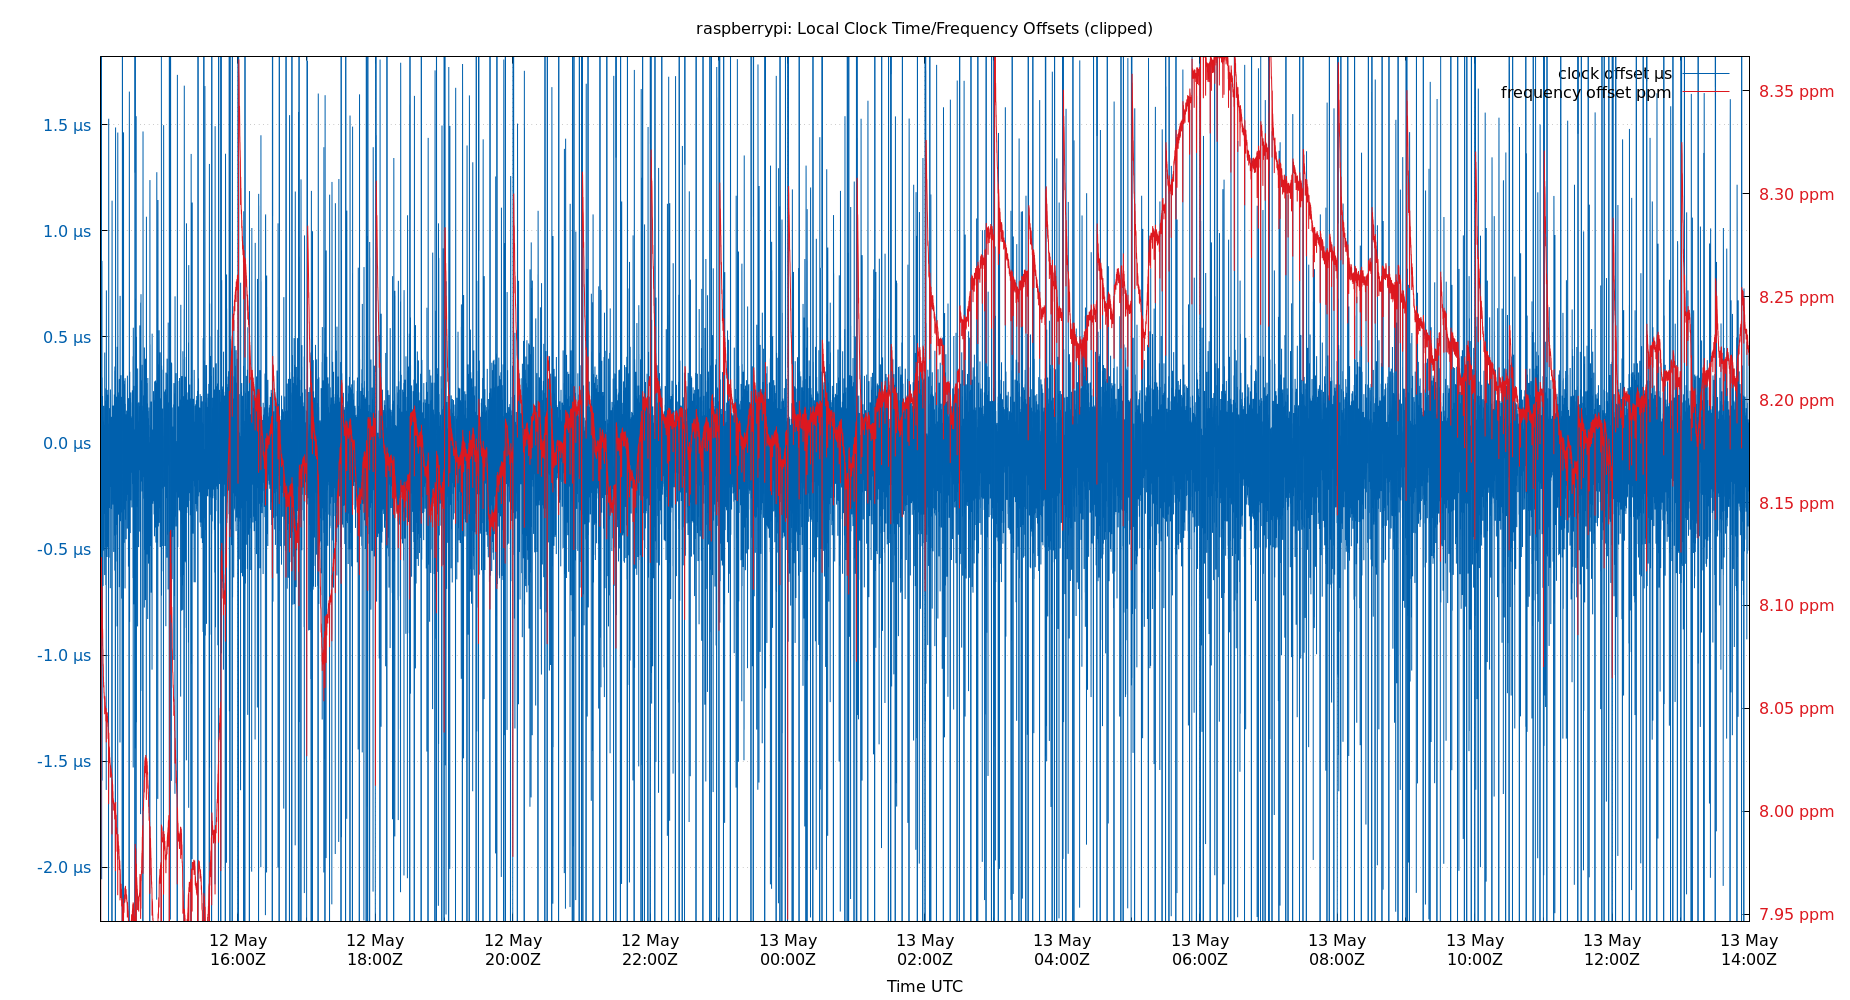 raspberrypi: Local Clock Time/Frequency Offsets (clipped)
clock offset µs
frequency offset ppm
1.5 µs
1.0 µs
0.5 µs
0.0 µs
-0.5 µs
-1.0 µs
-1.5 µs
-2.0 µs
8.35 ppm
8.30 ppm
8.25 ppm
8.20 ppm
8.15 ppm
8.10 ppm
8.05 ppm
8.00 ppm
7.95 ppm
12 May
16:00Z
12 May
18:00Z
12 May
20:00Z
12 May
22:00Z
13 May
00:00Z
13 May
02:00Z
13 May
04:00Z
13 May
06:00Z
13 May
08:00Z
13 May
10:00Z
13 May
12:00Z
13 May
14:00Z
Time UTC